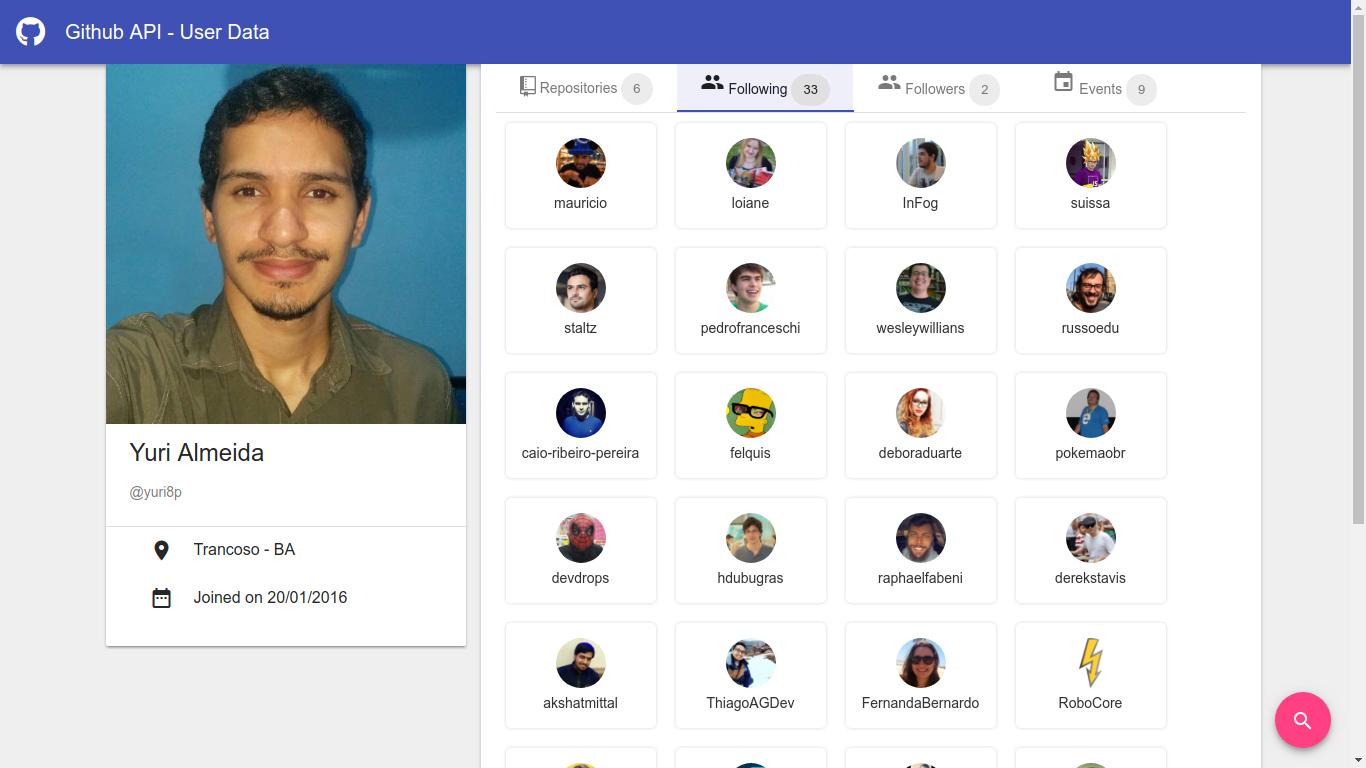 Github API - User Data
Repositories 6
Following 33
Followers 2
Events 9
Yuri Almeida
@yuri8p
Trancoso - BA
Joined on 20/01/2016
mauricio
loiane
InFog
suissa
staltz
pedrofranceschi
wesleywillians
russoedu
caio-ribeiro-pereira
felquis
deboraduarte
pokemaobr
devdrops
hdubugras
raphaelfabeni
derekstavis
akshatmittal
ThiagoAGDev
FernandaBernardo
RoboCore